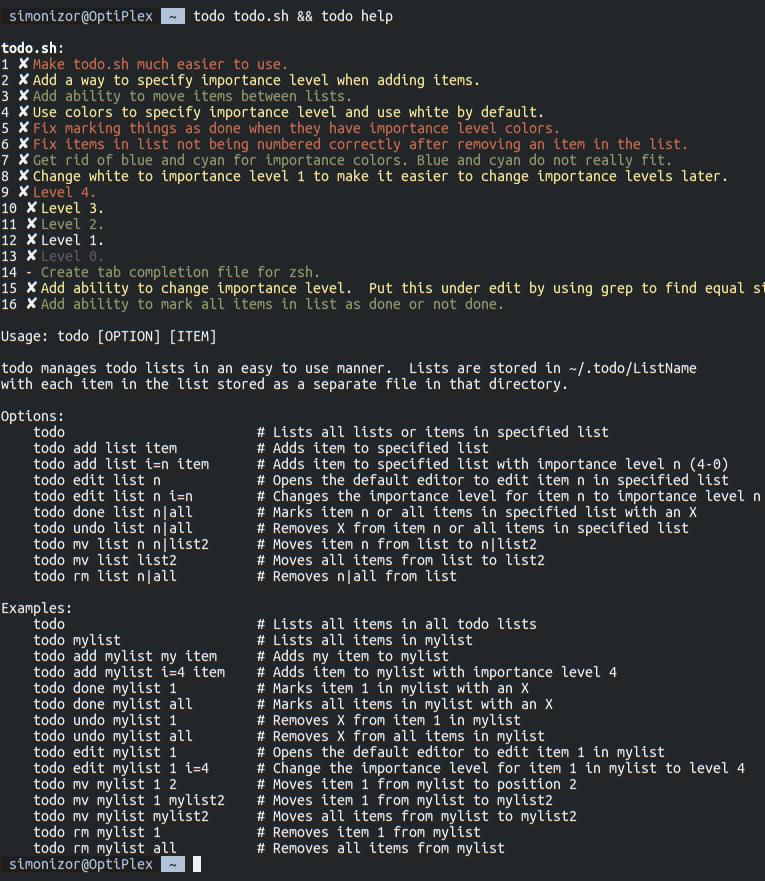 simonizor@OptiPlex ~ todo todo.sh && todo help
todo.sh:
1 ✘ Make todo.sh much easier to use.
2 ✘ Add a way to specify importance level when adding items.
3 ✘ Add ability to move items between lists.
4 ✘ Use colors to specify importance level and use white by default.
5 ✘ Fix marking things as done when they have importance level colors.
6 ✘ Fix items in list not being numbered correctly after removing an item in the list.
7 ✘ Get rid of blue and cyan for importance colors. Blue and cyan do not really fit.
8 ✘ Change white to importance level 1 to make it easier to change importance levels later.
9 ✘ Level 4.
10 ✘ Level 3.
11 ✘ Level 2.
12 ✘ Level 1.
13 ✘ Level 0.
14 - Create tab completion file for zsh.
15 ✘ Add ability to change importance level.  Put this under edit by using grep to find equal si
16 ✘ Add ability to mark all items in list as done or not done.
Usage: todo [OPTION] [ITEM]
todo manages todo lists in an easy to use manner.  Lists are stored in ~/.todo/ListName
with each item in the list stored as a separate file in that directory.
Options:
todo # Lists all lists or items in specified list
todo add list item # Adds item to specified list
todo add list i=n item # Adds item to specified list with importance level n (4-0)
todo edit list n # Opens the default editor to edit item n in specified list
todo edit list n i=n # Changes the importance level for item n to importance level n
todo done list n|all # Marks item n or all items in specified list with an X
todo undo list n|all # Removes X from item n or all items in specified list
todo mv list n n|list2 # Moves item n from list to n|list2
todo mv list list2 # Moves all items from list to list2
todo rm list n|all # Removes n|all from list
Examples:
todo # Lists all items in all todo lists
todo mylist # Lists all items in mylist
todo add mylist my item # Adds my item to mylist
todo add mylist i=4 item # Adds item to mylist with importance level 4
todo done mylist 1 # Marks item 1 in mylist with an X
todo done mylist all # Marks all items in mylist with an X
todo undo mylist 1 # Removes X from item 1 in mylist
todo undo mylist all # Removes X from all items in mylist
todo edit mylist 1 # Opens the default editor to edit item 1 in mylist
todo edit mylist 1 i=4 # Change the importance level for item 1 in mylist to level 4
todo mv mylist 1 2 # Moves item 1 from mylist to position 2
todo mv mylist 1 mylist2 # Moves item 1 from mylist to mylist2
todo mv mylist mylist2 # Moves all items from mylist to mylist2
todo rm mylist 1 # Removes item 1 from mylist
todo rm mylist all # Removes all items from mylist
simonizor@OptiPlex ~